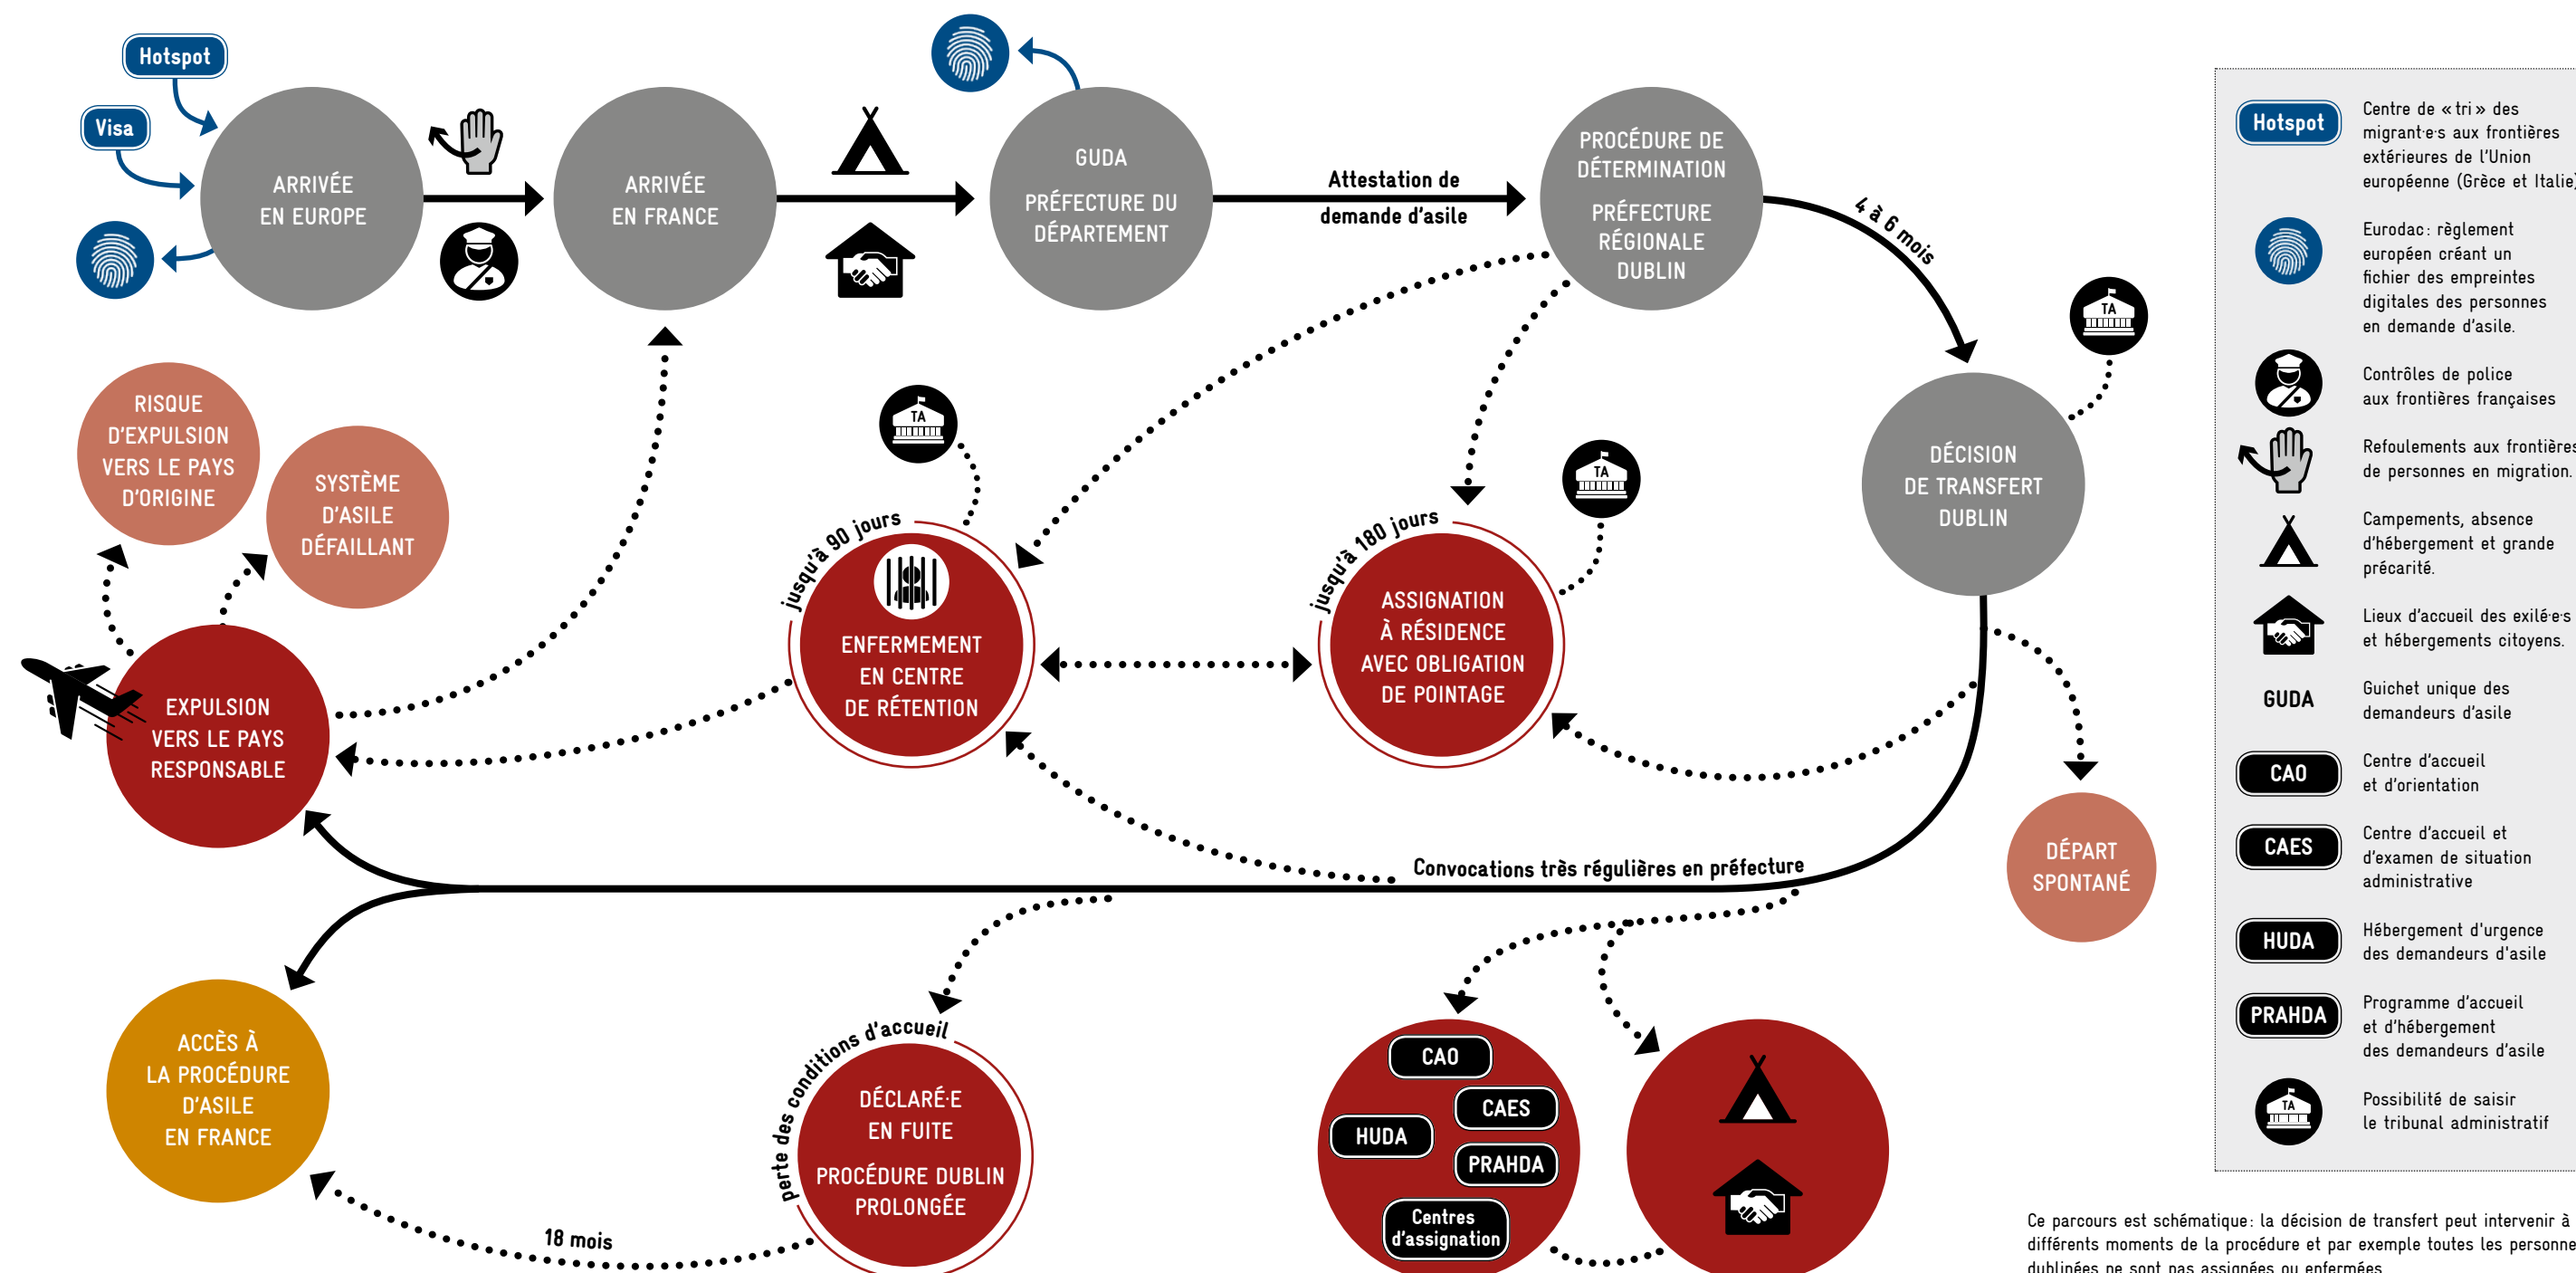 Hotspot
Visa
ARRIVÉE
EN EUROPE
ARRIVÉE
EN FRANCE
GUDA
PRÉFECTURE DU
DÉPARTEMENT
Attestation de
demande d'asile
PROCÉDURE DE
DÉTERMINATION
PRÉFECTURE
RÉGIONALE
DUBLIN
4 à 6 mois
TA
DÉCISION
DE TRANSFERT
DUBLIN
RISQUE
D'EXPULSION
VERS LE PAYS
D'ORIGINE
SYSTÈME
D'ASILE
DÉFAILLANT
TA
jusqu'à 90 jours
ENFERMEMENT
EN CENTRE
DE RÉTENTION
TA
jusqu'à 180 jours
ASSIGNATION
À RÉSIDENCE
AVEC OBLIGATION
DE POINTAGE
EXPULSION
VERS LE PAYS
RESPONSABLE
Convocations très régulières en préfecture
DÉPART
SPONTANÉ
ACCÈS À
LA PROCÉDURE
D'ASILE
EN FRANCE
perte des conditions d'accueil
DÉCLARÉ·E
EN FUITE
PROCÉDURE DUBLIN
PROLONGÉE
18 mois
CAO
CAES
HUDA
PRAHDA
Centres
d'assignation
Hotspot
Centre de « tri » des
migrant·e·s aux frontières
extérieures de l'Union
européenne (Grèce et Italie)
Eurodac : règlement
européen créant un
fichier des empreintes
digitales des personnes
en demande d'asile.
Contrôles de police
aux frontières françaises
Refoulements aux frontières
de personnes en migration.
Campements, absence
d'hébergement et grande
précarité.
Lieux d'accueil des exilé·e·s
et hébergements citoyens.
GUDA
Guichet unique des
demandeurs d'asile
CAO
Centre d'accueil
et d'orientation
CAES
Centre d'accueil et
d'examen de situation
administrative
HUDA
Hébergement d'urgence
des demandeurs d'asile
PRAHDA
Programme d'accueil
et d'hébergement
des demandeurs d'asile
TA
Possibilité de saisir
le tribunal administratif
Ce parcours est schématique : la décision de transfert peut intervenir à
différents moments de la procédure et par exemple toutes les personne
dublinées ne sont pas assignées ou enfermées